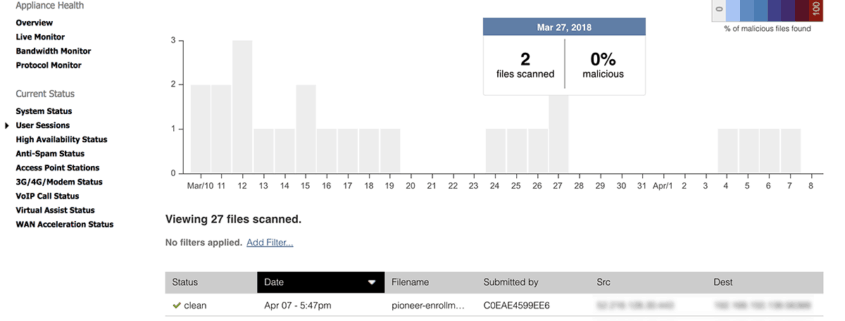 Appliance Health
Overview
Live Monitor
Bandwidth Monitor
Protocol Monitor
Current Status
System Status
User Sessions
High Availability Status
Anti-Spam Status
Access Point Stations
3G/4G/Modem Status
VoIP Call Status
Virtual Assist Status
WAN Acceleration Status
0 100
% of malicious files found
Mar 27, 2018
2 0%
files scanned malicious
3
2
1
0
Mar/10 11 12 13 14 15 16 17 18 19 20 21 22 23 24 25 26 27 28 29 30 31 Apr/1 2 3 4 5 6 7 8
Viewing 27 files scanned.
No filters applied. Add Filter...
Status Date Filename Submitted by Src Dest
clean Apr 07 - 5:47pm pioneer-enrollm... C0EAE4599EE6